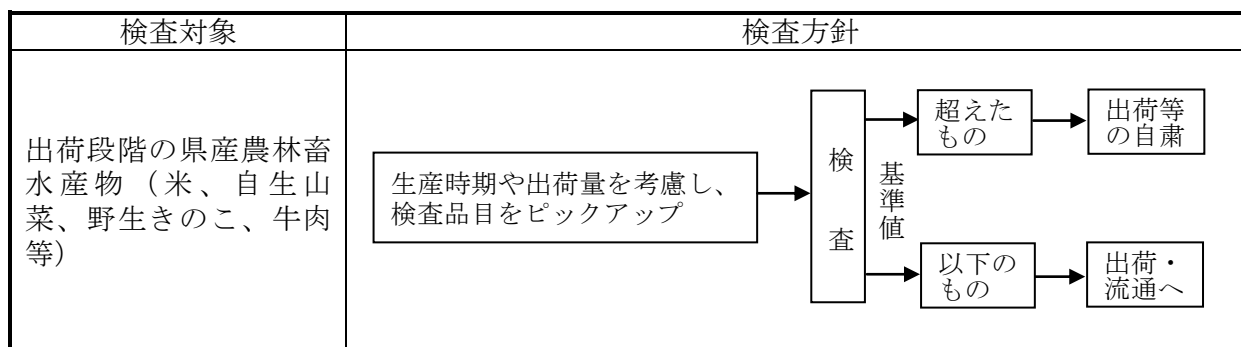 検査対象
検査方針
出荷段階の県産農林畜
水産物（米、自生山
菜、野生きのこ、牛肉
等）
生産時期や出荷量を考慮し、
検査品目をピックアップ
検査
基準値
超えた
もの
出荷等
の自粛
以下の
もの
出荷・
流通へ